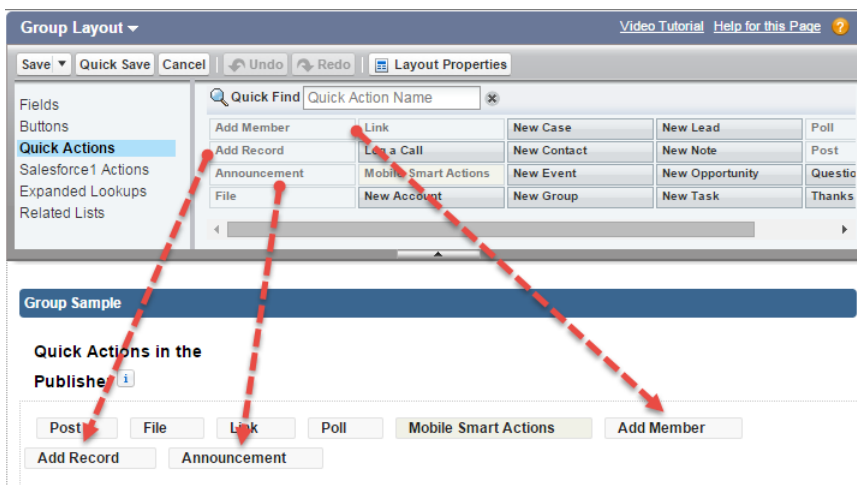 Group Layout Video Tutorial Help for this Page ?
Save Quick Save Cancel Undo Redo Layout Properties
Quick Find Quick Action Name
Fields
Buttons
Quick Actions
Salesforce1 Actions
Expanded Lookups
Related Lists
Add Member Link New Case New Lead Poll
Add Record Log a Call New Contact New Note Post
Announcement Mobile Smart Actions New Event New Opportunity Questio
File New Account New Group New Task Thanks
Group Sample
Quick Actions in the
Publisher i
Post File Link Poll Mobile Smart Actions Add Member
Add Record Announcement